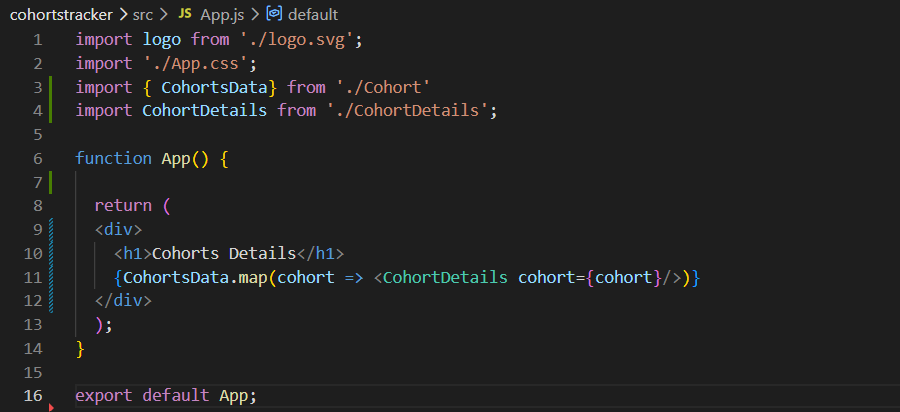 cohortstracker > src > JS App.js > default
1 import logo from './logo.svg';
2 import './App.css';
3 import { CohortsData} from './Cohort'
4 import CohortDetails from './CohortDetails';
5
6 function App() {
7
8 return (
9 <div>
10 <h1>Cohorts Details</h1>
11 {CohortsData.map(cohort => <CohortDetails cohort={cohort}/>)}
12 </div>
13 );
14 }
15
16 export default App;